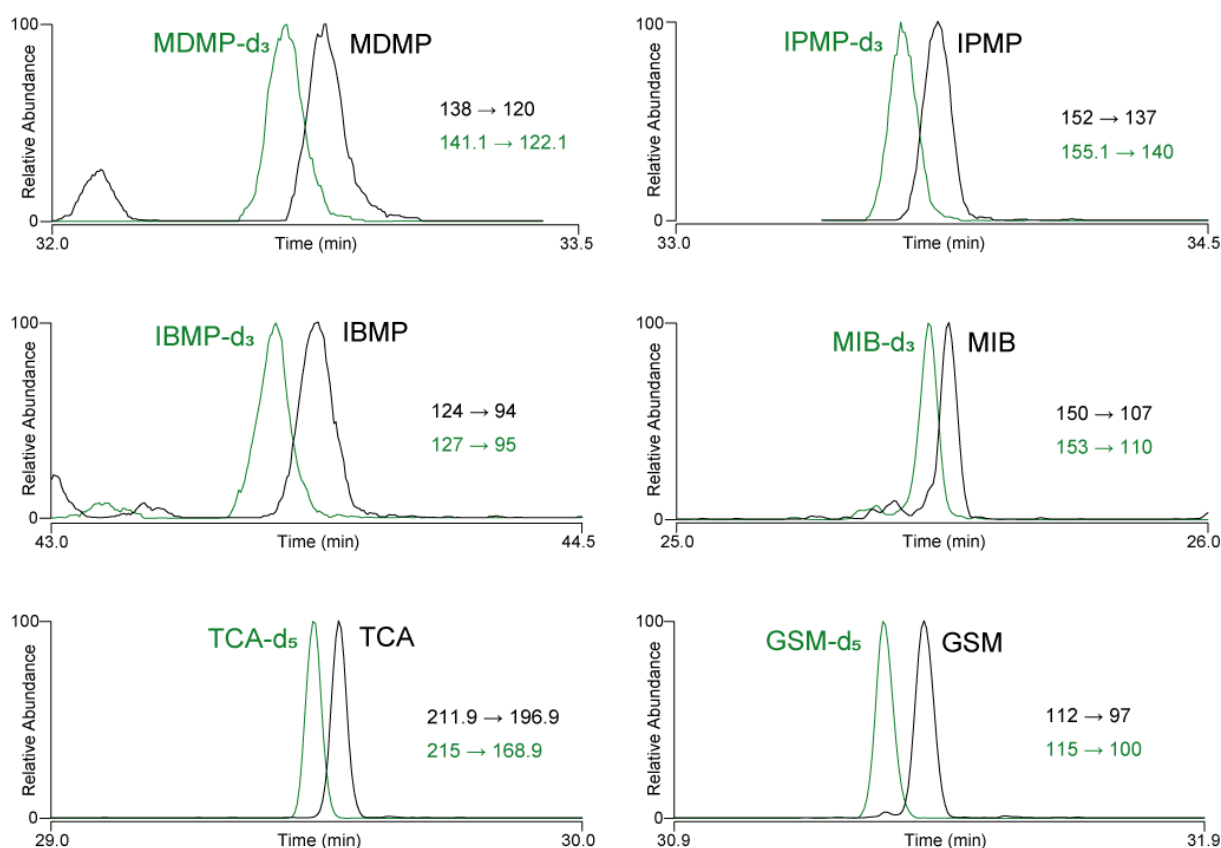 100
Relative Abundance
0
MDMP-d₃
MDMP
138 → 120
141.1 → 122.1
32.0
Time (min)
33.5
100
Relative Abundance
0
IPMP-d₃
IPMP
152 → 137
155.1 → 140
33.0
Time (min)
34.5
100
Relative Abundance
0
IBMP-d₃
IBMP
124 → 94
127 → 95
43.0
Time (min)
44.5
100
Relative Abundance
0
MIB-d₃
MIB
150 → 107
153 → 110
25.0
Time (min)
26.0
100
Relative Abundance
0
TCA-d₅
TCA
211.9 → 196.9
215 → 168.9
29.0
Time (min)
30.0
100
Relative Abundance
0
GSM-d₅
GSM
112 → 97
115 → 100
30.9
Time (min)
31.9